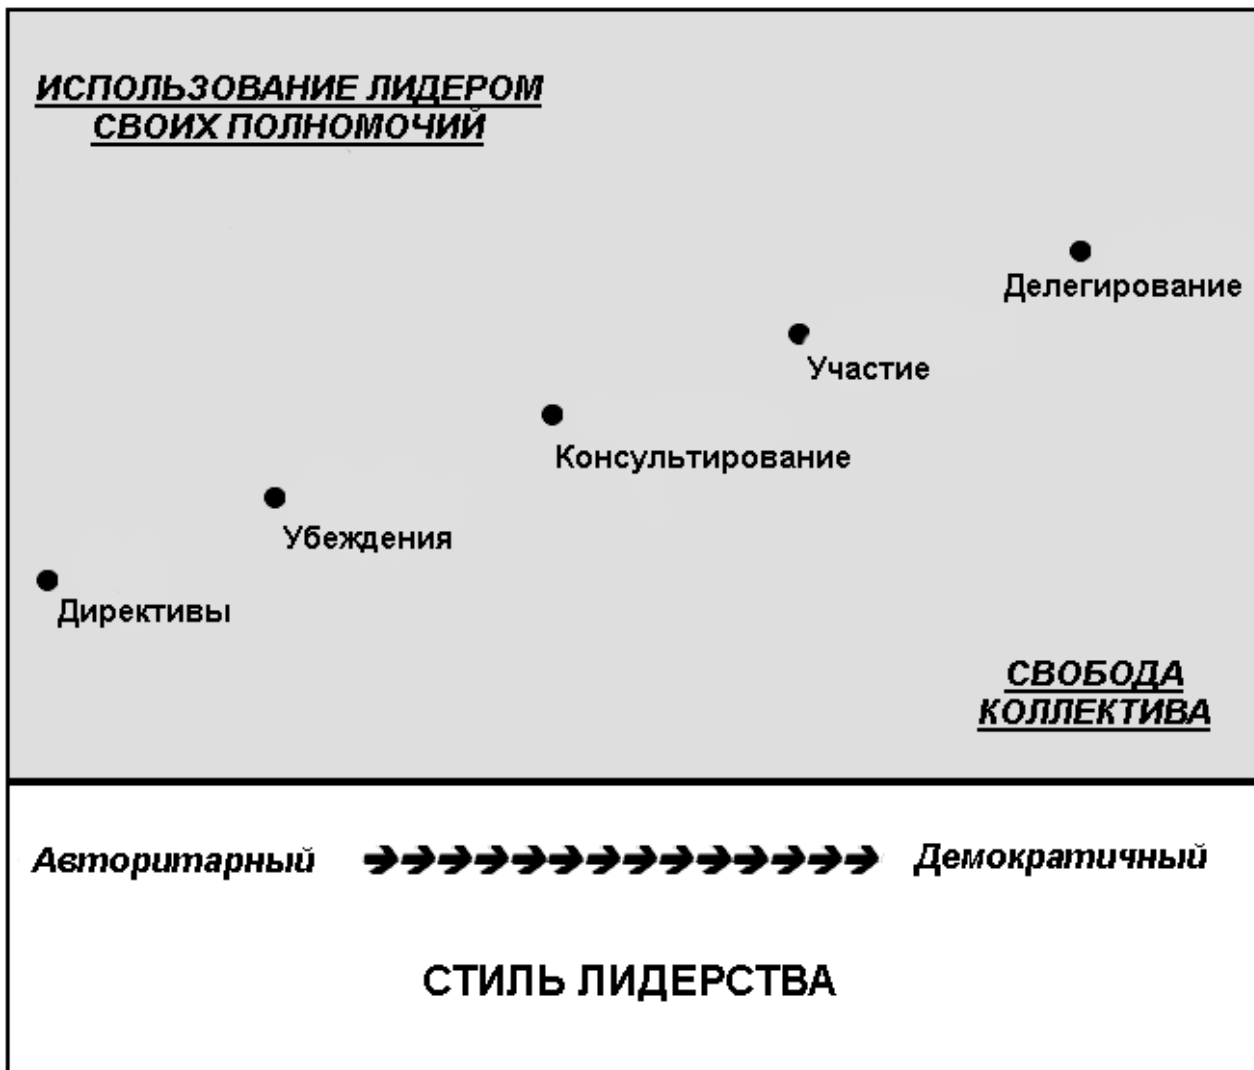 ИСПОЛЬЗОВАНИЕ ЛИДЕРОМ
СВОИХ ПОЛНОМОЧИЙ
Делегирование
Участие
Консультирование
Убеждения
Директивы
СВОБОДА
КОЛЛЕКТИВА
Авторитарный
Демократичный
СТИЛЬ ЛИДЕРСТВА